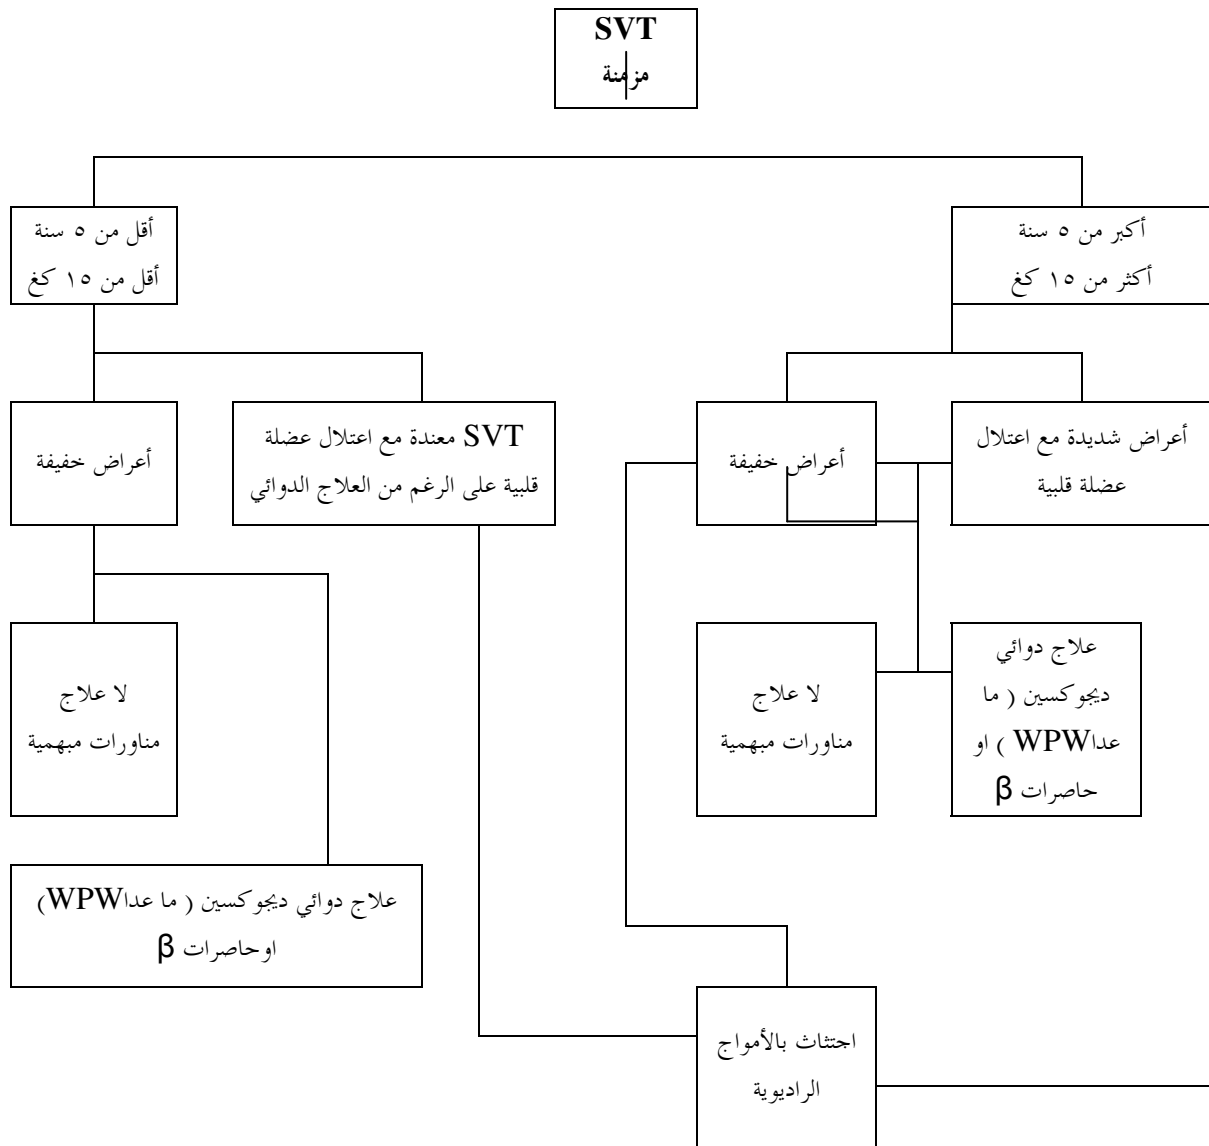 SVT
مزمنة
أكبر من ٥ سنة
أكثر من ١٥ كغ
أقل من ٥ سنة
أقل من ١٥ كغ
أعراض شديدة مع اعتلال
عضلة قلبية
أعراض خفيفة
SVT معندة مع اعتلال عضلة
قلبية على الرغم من العلاج الدوائي
أعراض خفيفة
علاج دوائي
ديجوكسين ( ما
عداWPW ) او
حاصرات β
لا علاج
مناورات مبهمية
لا علاج
مناورات مبهمية
علاج دوائي ديجوكسين ( ما عداWPW)
اوحاصرات β
اجتثاث بالأمواج
الراديوية